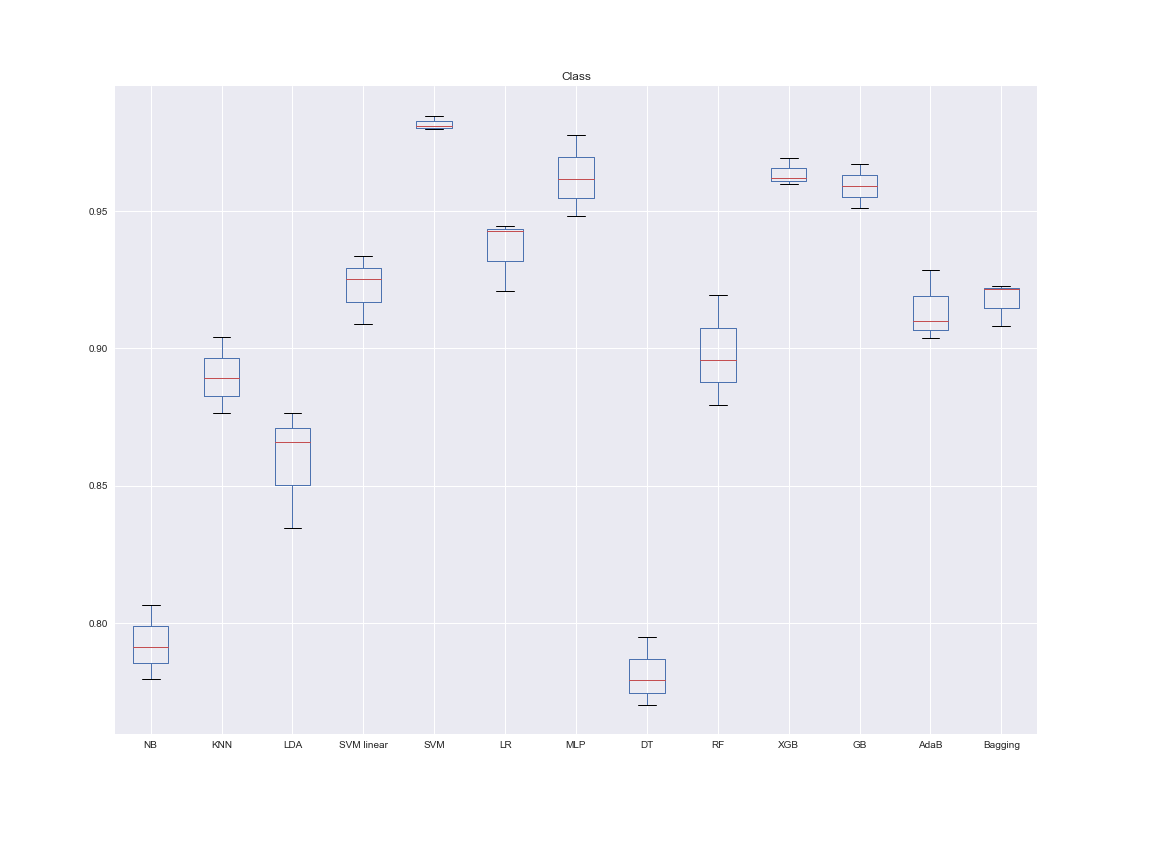 Class
0.95
0.90
0.85
0.80
NB KNN LDA SVM linear SVM LR MLP DT RF XGB GB AdaB Bagging